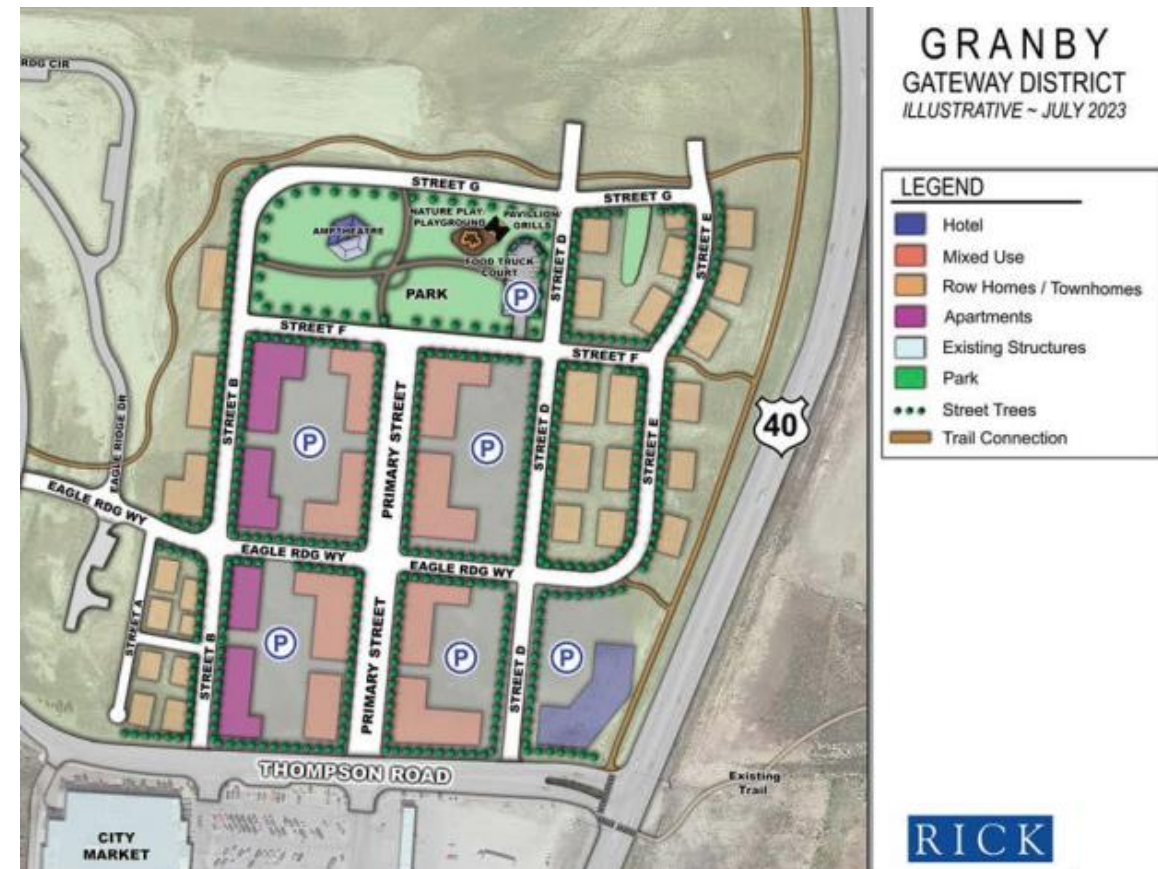 GRANBY
GATEWAY DISTRICT
ILLUSTRATIVE ~ JULY 2023
LEGEND
Hotel
Mixed Use
Row Homes / Townhomes
Apartments
Existing Structures
Park
Street Trees
Trail Connection
RDG CIR
STREET G
STREET G
AMPTHEATRE
NATURE PLAY/
PLAYGROUND
PAVILLION/
GRILLS
FOOD TRUCK
COURT
P
PARK
STREET D
STREET E
STREET F
STREET F
STREET B
PRIMARY STREET
STREET D
STREET E
P
P
40
EAGLE RIDGE DR
EAGLE RDG WY
EAGLE RDG WY
EAGLE RDG WY
STREET A
STREET B
PRIMARY STREET
STREET D
P
P
P
THOMPSON ROAD
Existing
Trail
CITY
MARKET
RICK